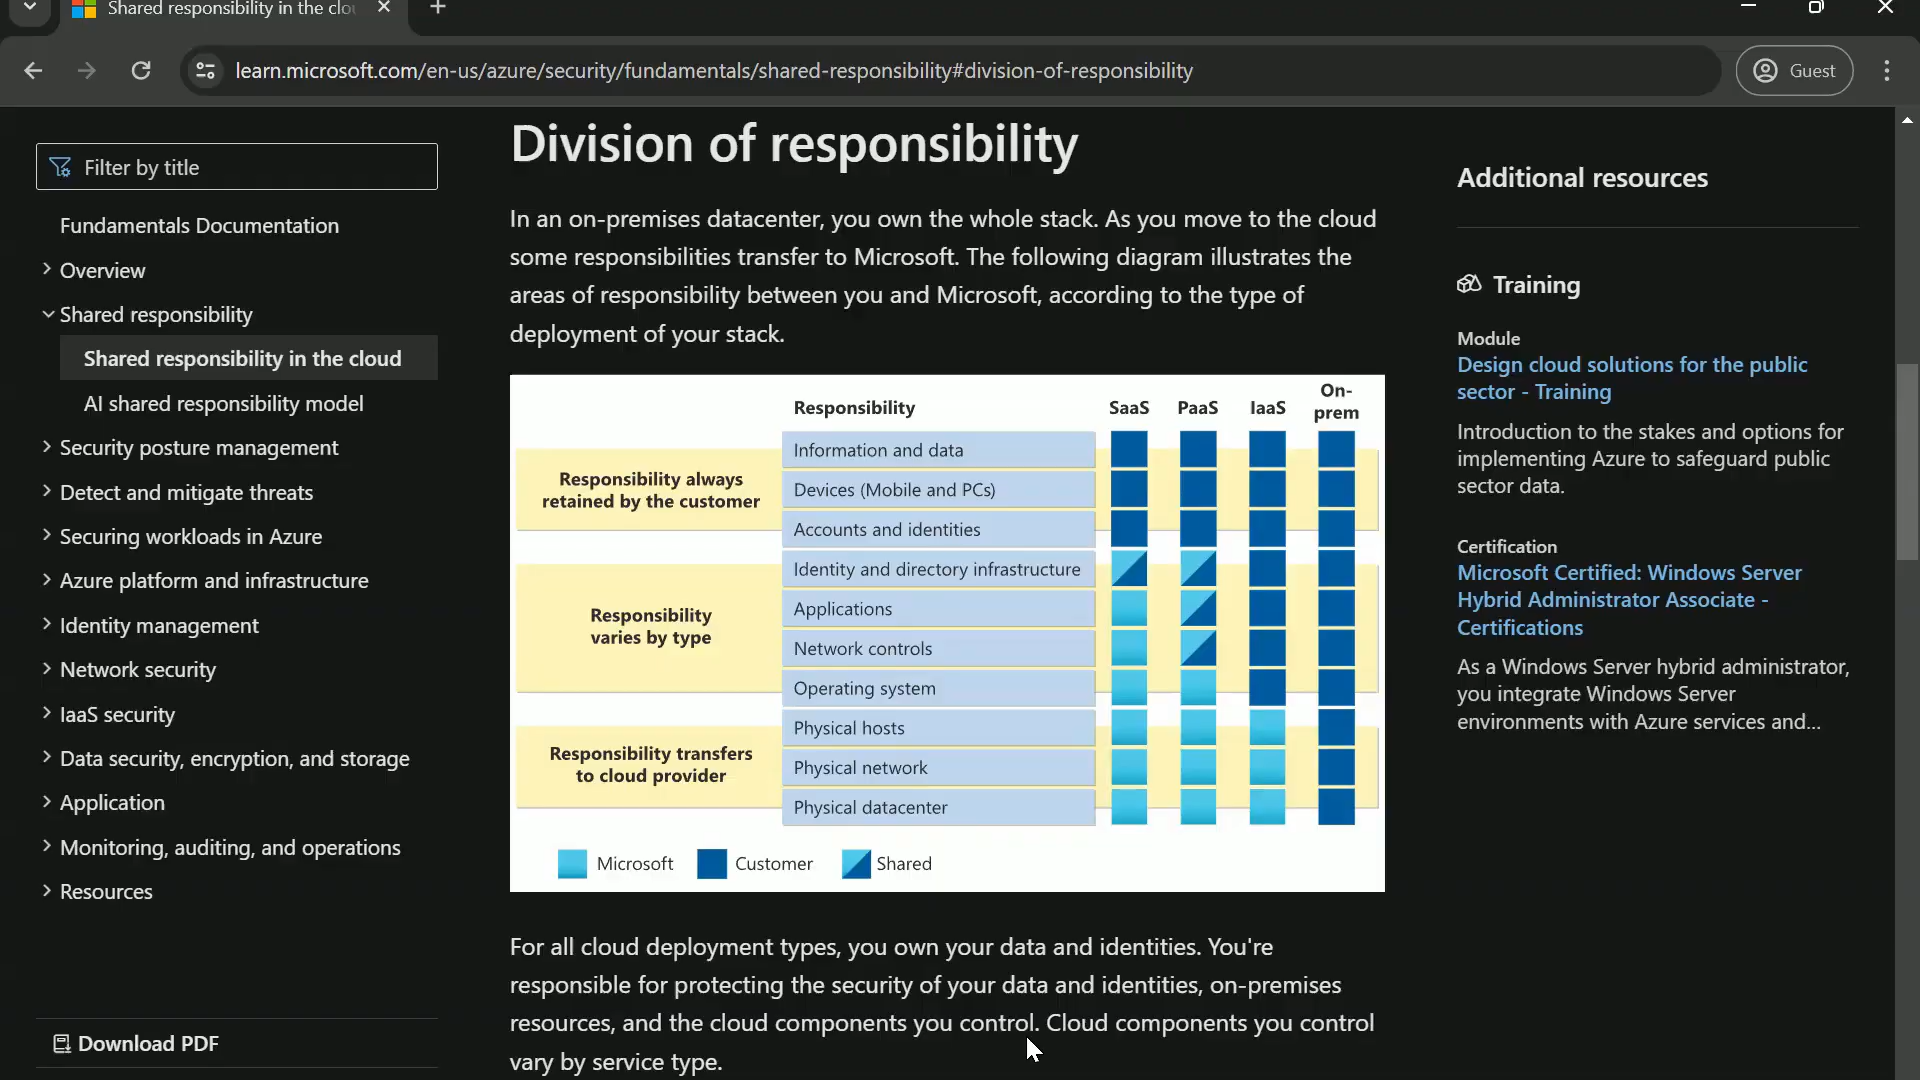 Shared responsibility in the clo
learn.microsoft.com/en-us/azure/security/fundamentals/shared-responsibility#division-of-responsibility
Guest
Filter by title
Fundamentals Documentation
Overview
Shared responsibility
Shared responsibility in the cloud
AI shared responsibility model
Security posture management
Detect and mitigate threats
Securing workloads in Azure
Azure platform and infrastructure
Identity management
Network security
IaaS security
Data security, encryption, and storage
Application
Monitoring, auditing, and operations
Resources
Download PDF
Division of responsibility
In an on-premises datacenter, you own the whole stack. As you move to the cloud
some responsibilities transfer to Microsoft. The following diagram illustrates the
areas of responsibility between you and Microsoft, according to the type of
deployment of your stack.
Responsibility SaaS PaaS IaaS On-
prem
Responsibility always
retained by the customer
Information and data
Devices (Mobile and PCs)
Accounts and identities
Responsibility
varies by type
Identity and directory infrastructure
Applications
Network controls
Operating system
Responsibility transfers
to cloud provider
Physical hosts
Physical network
Physical datacenter
Microsoft Customer Shared
For all cloud deployment types, you own your data and identities. You're
responsible for protecting the security of your data and identities, on-premises
resources, and the cloud components you control. Cloud components you control
vary by service type.
Additional resources
Training
Module
Design cloud solutions for the public
sector - Training
Introduction to the stakes and options for
implementing Azure to safeguard public
sector data.
Certification
Microsoft Certified: Windows Server
Hybrid Administrator Associate -
Certifications
As a Windows Server hybrid administrator,
you integrate Windows Server
environments with Azure services and...